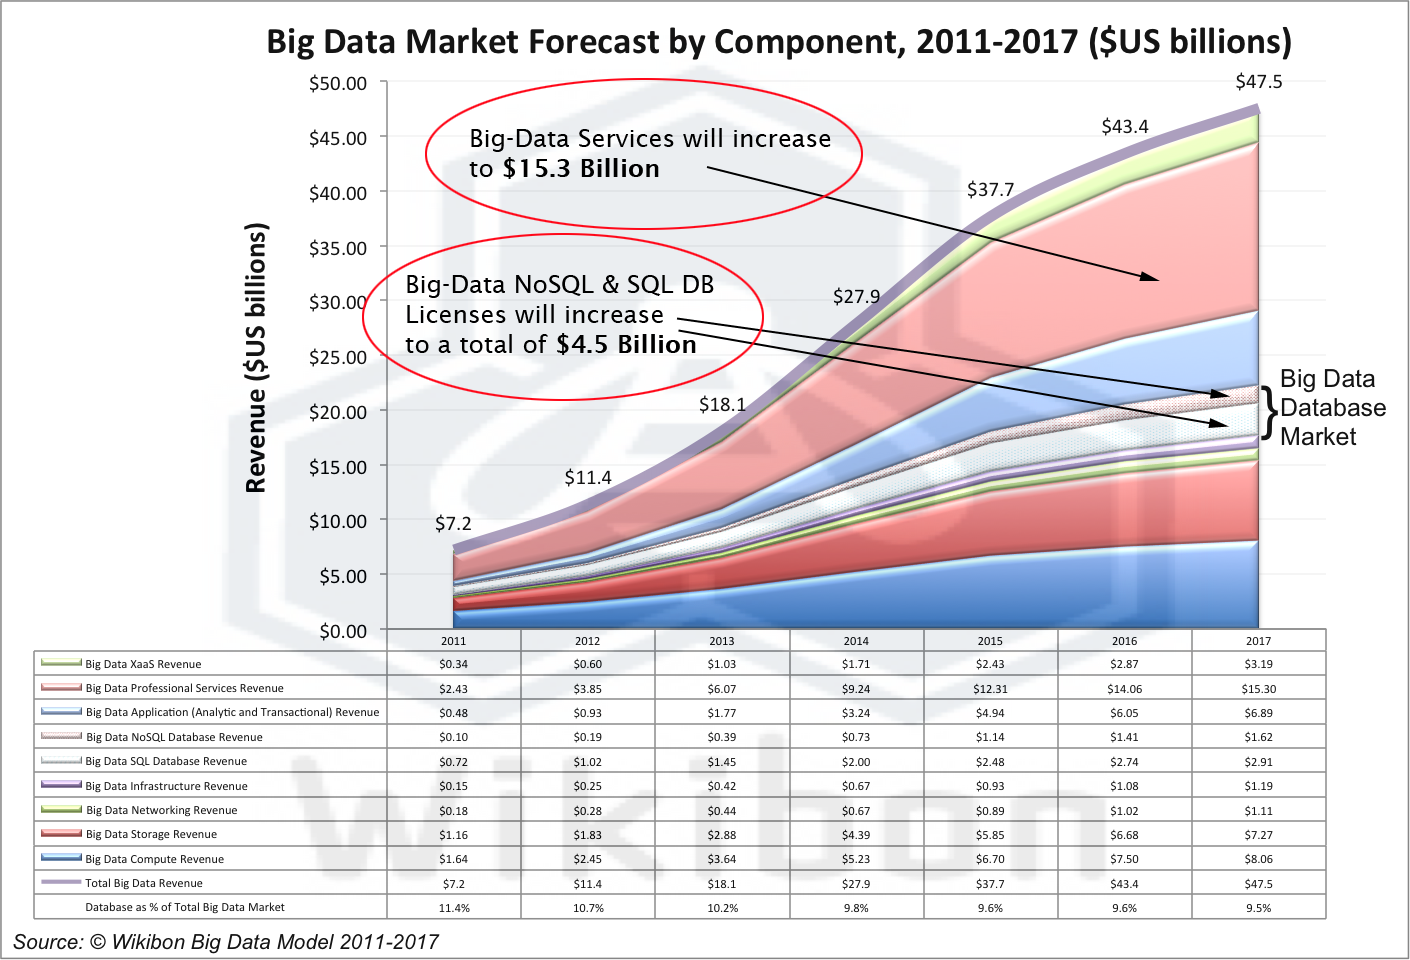 Big Data Market Forecast by Component, 2011-2017 ($US billions)
$50.00
$45.00
$40.00
$35.00
$30.00
$25.00
$20.00
$15.00
$10.00
$5.00
$0.00
Revenue ($US billions)
Big-Data Services will increase
to $15.3 Billion
Big-Data NoSQL & SQL DB
Licenses will increase
to a total of $4.5 Billion
$7.2
$11.4
$18.1
$27.9
$37.7
$43.4
$47.5
Big Data
Database
Market
2011 2012 2013 2014 2015 2016 2017
Big Data XaaS Revenue $0.34 $0.60 $1.03 $1.71 $2.43 $2.87 $3.19
Big Data Professional Services Revenue $2.43 $3.85 $6.07 $9.24 $12.31 $14.06 $15.30
Big Data Application (Analytic and Transactional) Revenue $0.48 $0.93 $1.77 $3.24 $4.94 $6.05 $6.89
Big Data NoSQL Database Revenue $0.10 $0.19 $0.39 $0.73 $1.14 $1.41 $1.62
Big Data SQL Database Revenue $0.72 $1.02 $1.45 $2.00 $2.48 $2.74 $2.91
Big Data Infrastructure Revenue $0.15 $0.25 $0.42 $0.67 $0.93 $1.08 $1.19
Big Data Networking Revenue $0.18 $0.28 $0.44 $0.67 $0.89 $1.02 $1.11
Big Data Storage Revenue $1.16 $1.83 $2.88 $4.39 $5.85 $6.68 $7.27
Big Data Compute Revenue $1.64 $2.45 $3.64 $5.23 $6.70 $7.50 $8.06
Total Big Data Revenue $7.2 $11.4 $18.1 $27.9 $37.7 $43.4 $47.5
Database as % of Total Big Data Market 11.4% 10.7% 10.2% 9.8% 9.6% 9.6% 9.5%
Wikibon
Source: © Wikibon Big Data Model 2011-2017